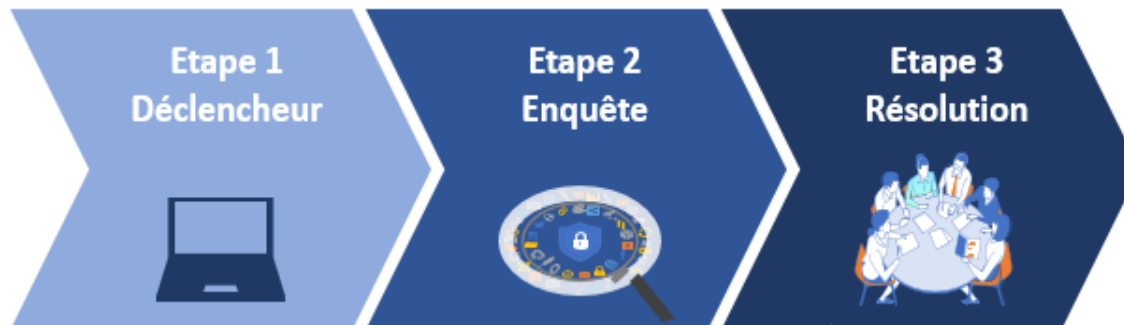 Etape 1
Déclencheur
Etape 2
Enquête
Etape 3
Résolution